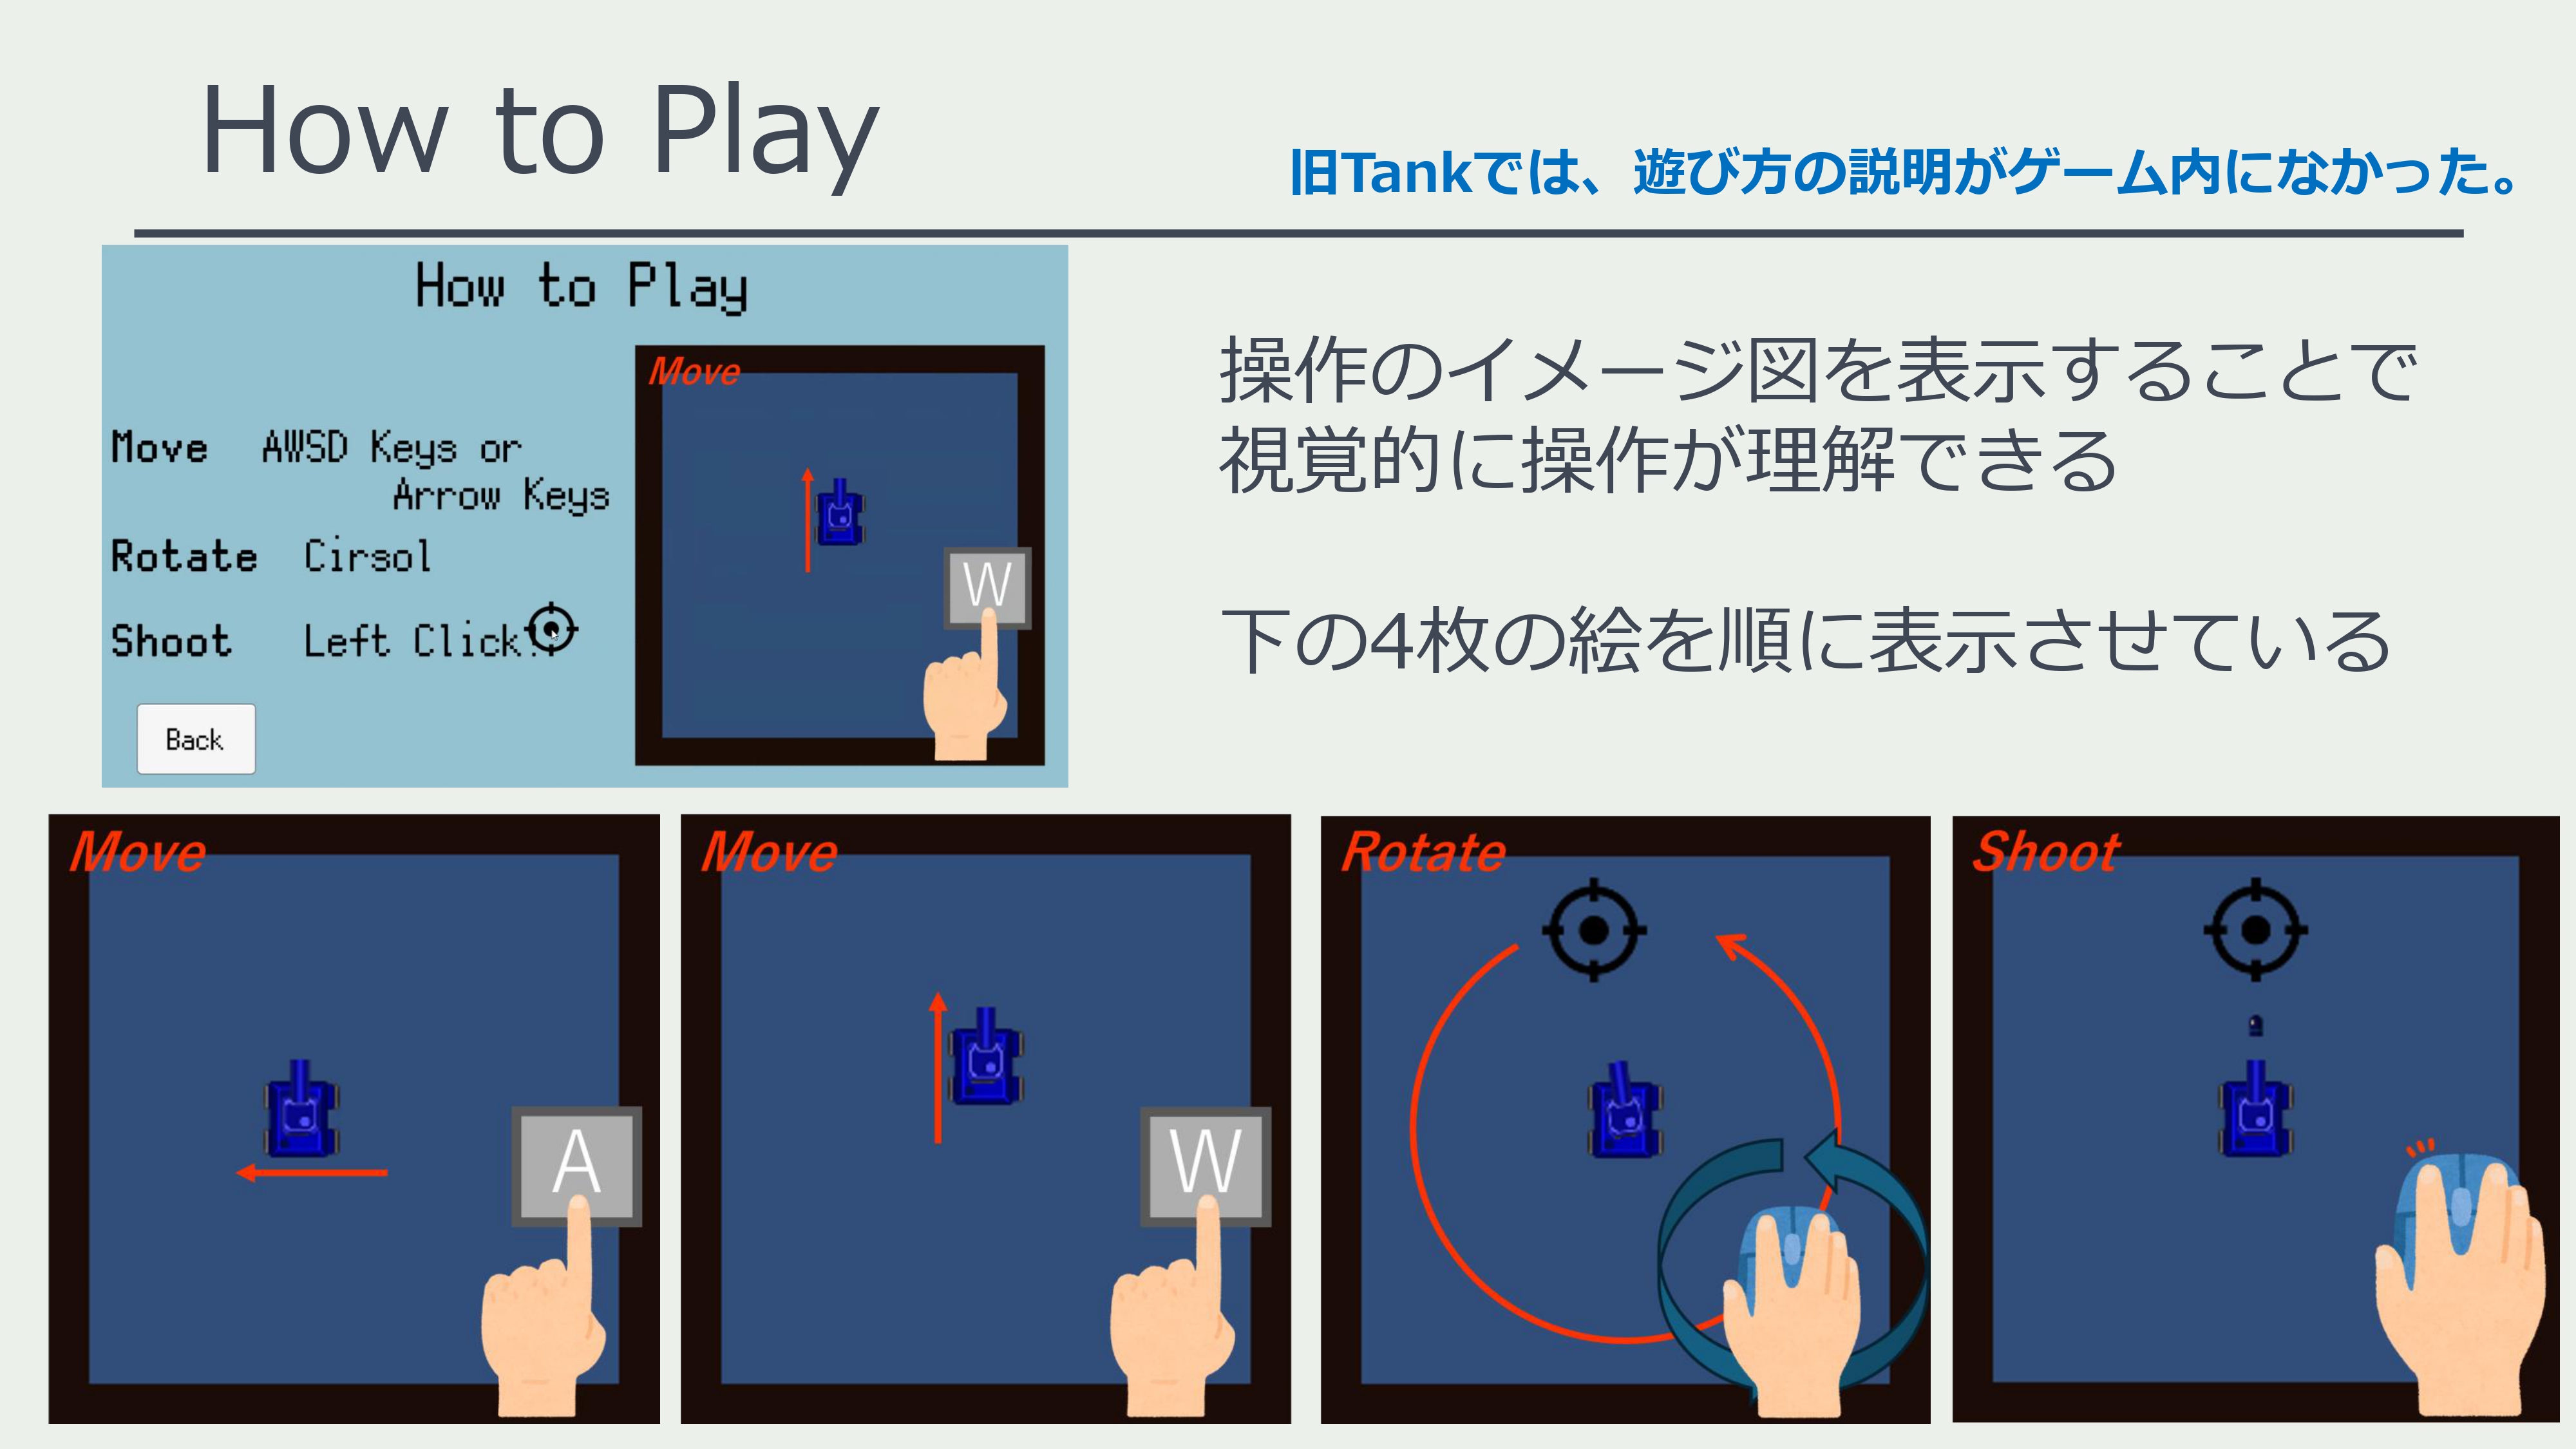 How to Play
旧Tankでは、遊び方の説明がゲーム内になかった。
How to Play
Move
Move AWSD Keys or
Arrow Keys
Rotate Cirsol
Shoot Left Click
W
Back
操作のイメージ図を表示することで
視覚的に操作が理解できる
下の4枚の絵を順に表示させている
Move
A
Move
W
Rotate
Shoot